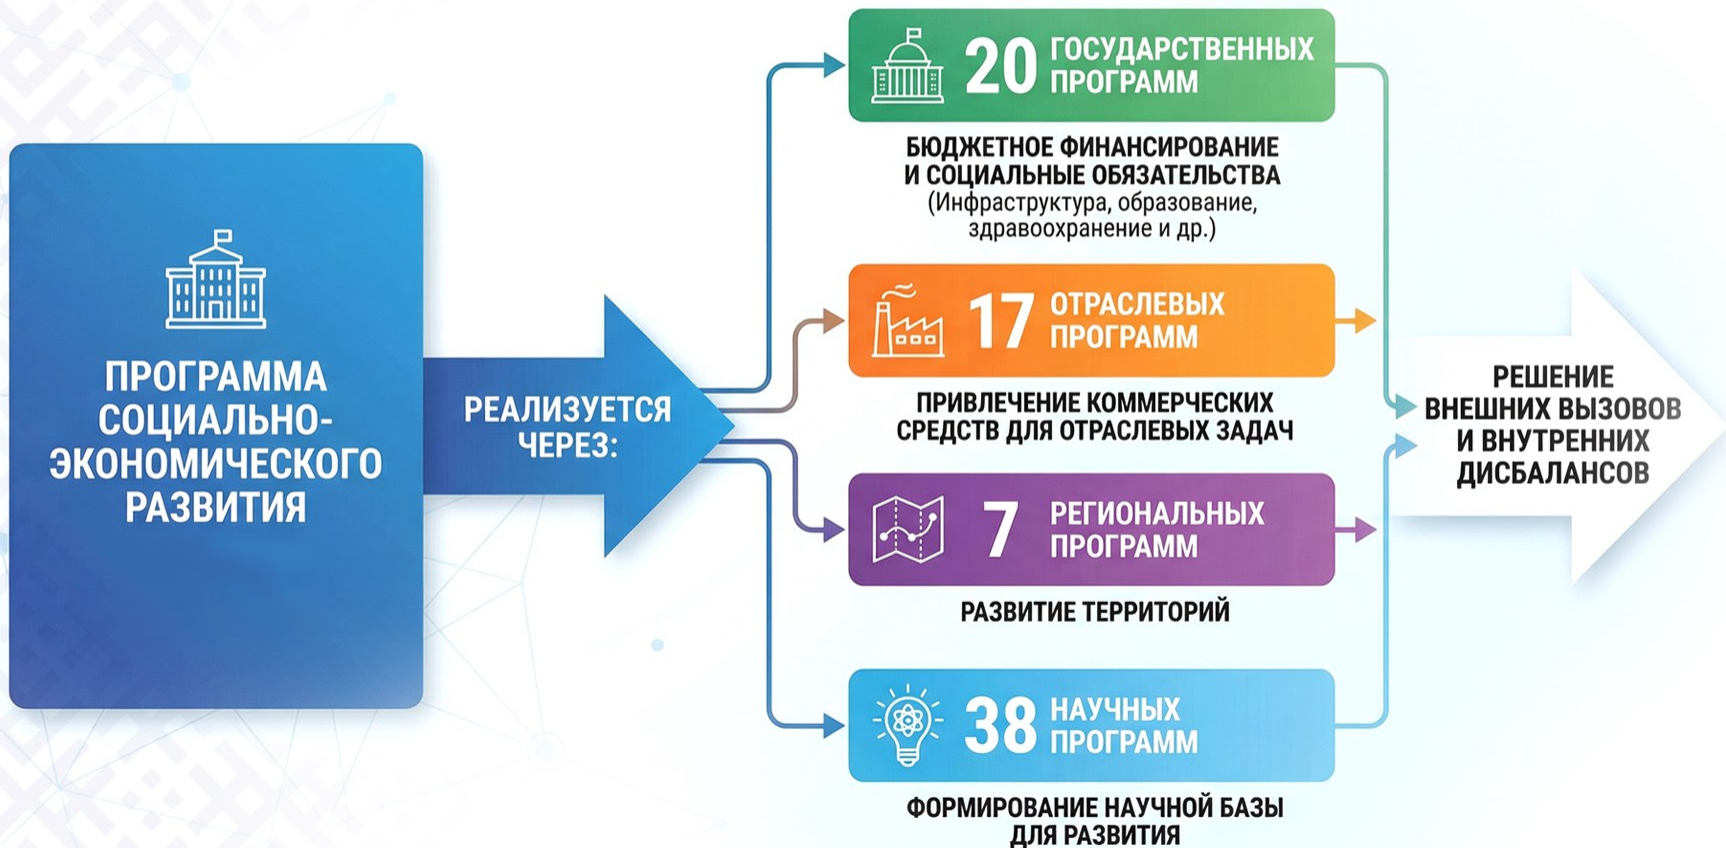 ПРОГРАММА
СОЦИАЛЬНО-
ЭКОНОМИЧЕСКОГО
РАЗВИТИЯ
РЕАЛИЗУЕТСЯ
ЧЕРЕЗ:
20 ГОСУДАРСТВЕННЫХ
ПРОГРАММ
БЮДЖЕТНОЕ ФИНАНСИРОВАНИЕ
И СОЦИАЛЬНЫЕ ОБЯЗАТЕЛЬСТВА
(Инфраструктура, образование,
здравоохранение и др.)
17 ОТРАСЛЕВЫХ
ПРОГРАММ
ПРИВЛЕЧЕНИЕ КОММЕРЧЕСКИХ
СРЕДСТВ ДЛЯ ОТРАСЛЕВЫХ ЗАДАЧ
7 РЕГИОНАЛЬНЫХ
ПРОГРАММ
РАЗВИТИЕ ТЕРРИТОРИЙ
38 НАУЧНЫХ
ПРОГРАММ
ФОРМИРОВАНИЕ НАУЧНОЙ БАЗЫ
ДЛЯ РАЗВИТИЯ
РЕШЕНИЕ
ВНЕШНИХ ВЫЗОВОВ
И ВНУТРЕННИХ
ДИСБАЛАНСОВ